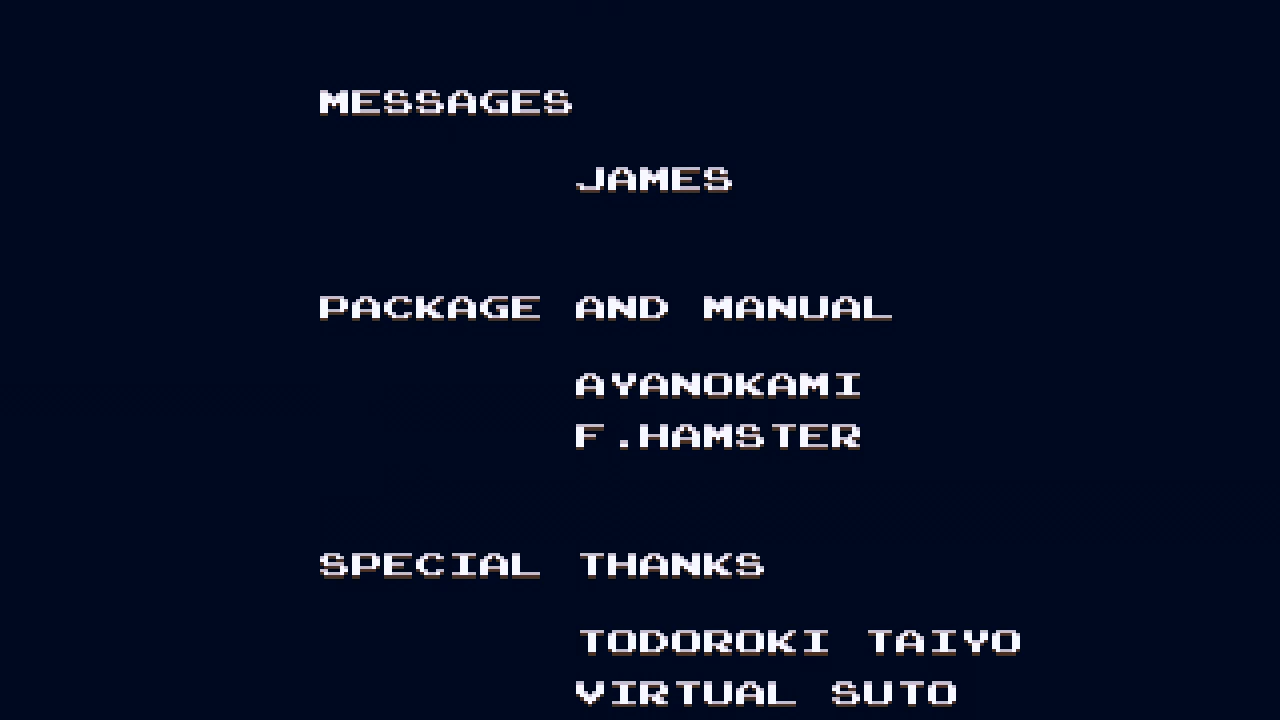 MESSAGES
JAMES
PACKAGE AND MANUAL
AYANOKAMI
F.HAMSTER
SPECIAL THANKS
TODOROKI TAIYO
VIRTUAL SUTO